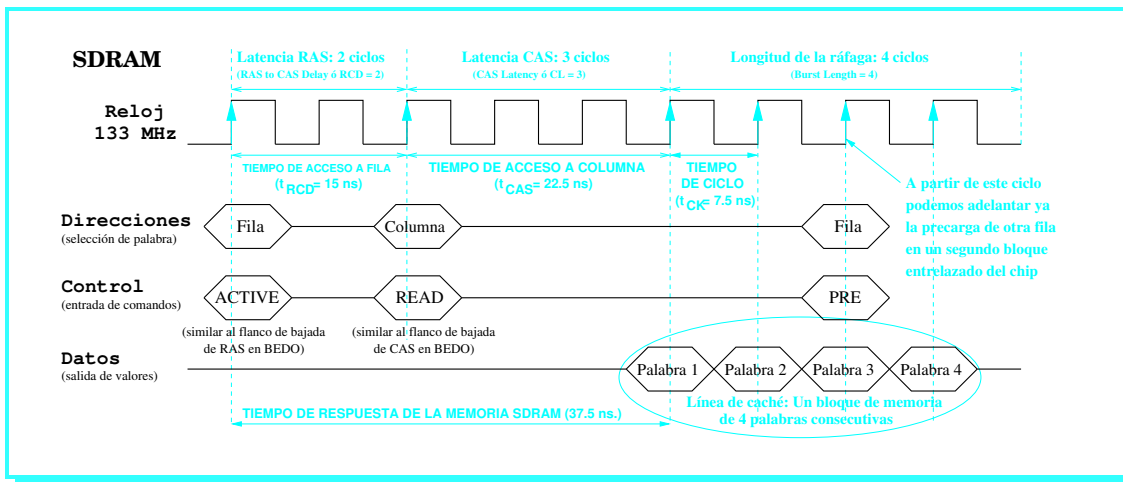 SDRAM
Latencia RAS: 2 ciclos
(RAS to CAS Delay ó RCD = 2)
Latencia CAS: 3 ciclos
(CAS Latency ó CL = 3)
Longitud de la ráfaga: 4 ciclos
(Burst Length = 4)
Reloj
133 MHz
TIEMPO DE ACCESO A FILA
(t RCD= 15 ns)
TIEMPO DE ACCESO A COLUMNA
(t CAS= 22.5 ns)
TIEMPO
DE CICLO
(t CK= 7.5 ns)
A partir de este ciclo
podemos adelantar ya
la precarga de otra fila
en un segundo bloque
entrelazado del chip
Direcciones
(selección de palabra)
Fila
Columna
Fila
Control
(entrada de comandos)
ACTIVE
READ
PRE
(similar al flanco de bajada
de RAS en BEDO)
(similar al flanco de bajada
de CAS en BEDO)
Datos
(salida de valores)
Palabra 1
Palabra 2
Palabra 3
Palabra 4
TIEMPO DE RESPUESTA DE LA MEMORIA SDRAM (37.5 ns.)
Línea de caché: Un bloque de memoria
de 4 palabras consecutivas